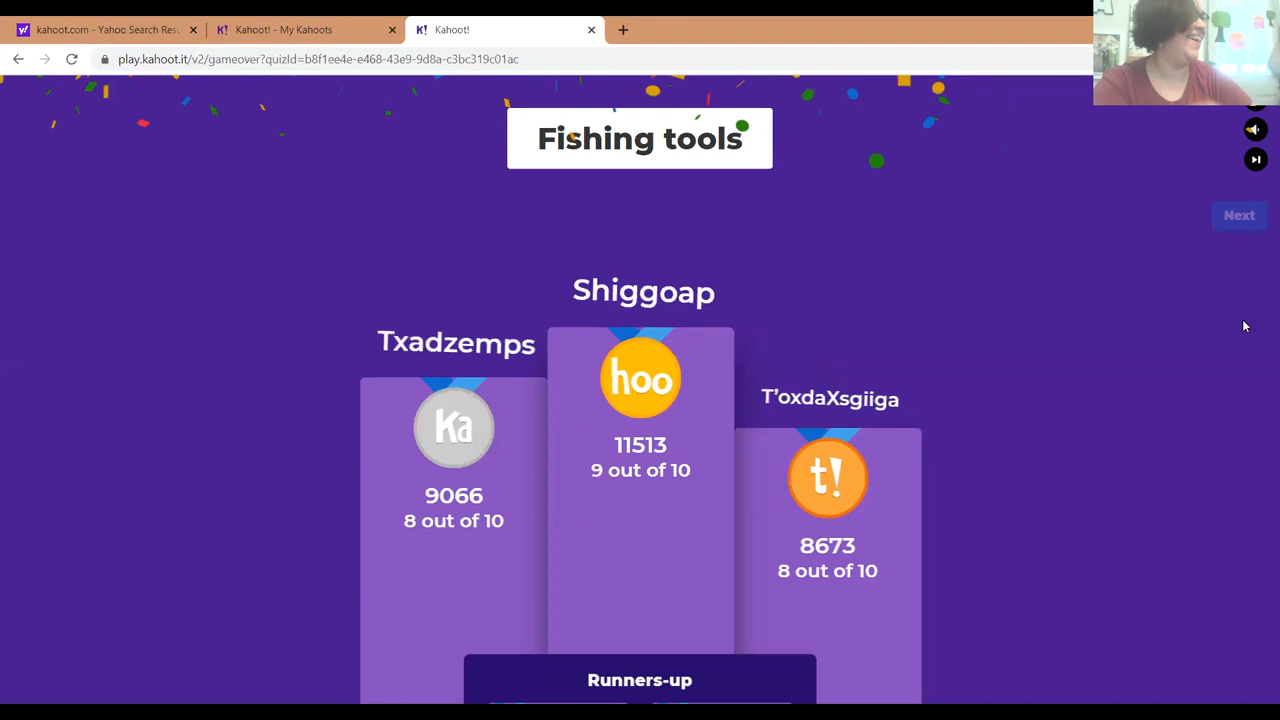 kahoot.com - Yahoo Search Resu
Kahoot! - My Kahoots
Kahoot!
play.kahoot.it/v2/gameover?quizId=b8f1ee4e-e468-43e9-9d8a-c3bc319c01ac
Fishing tools
Next
Shiggoap
Txadzemps
T'oxdaXsgiiga
hoo
11513
9 out of 10
Ka
9066
8 out of 10
t!
8673
8 out of 10
Runners-up